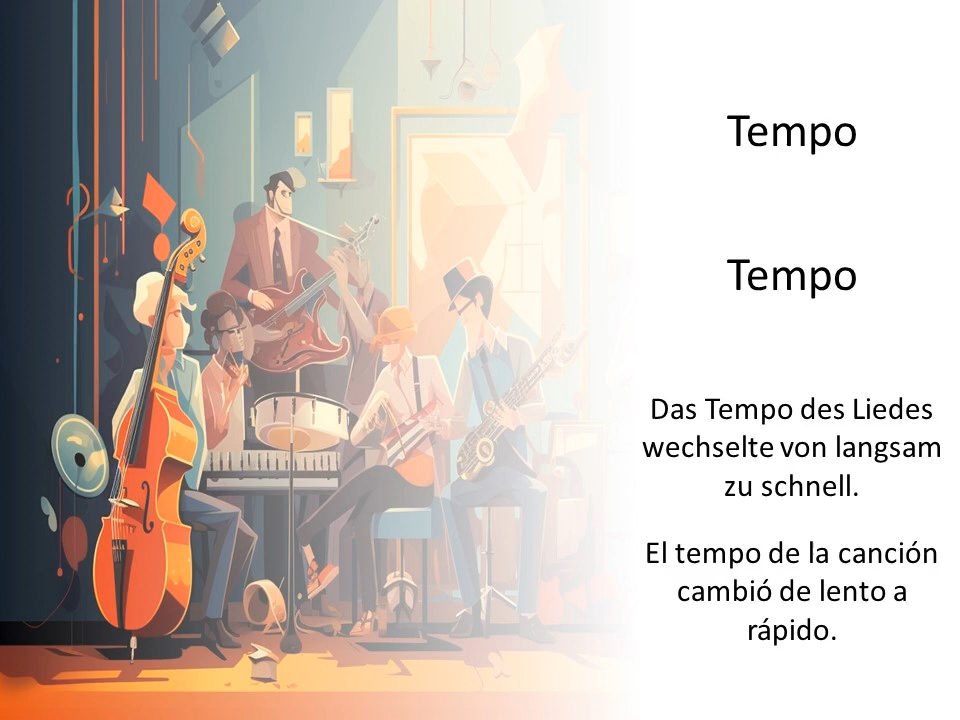 Tempo
Tempo
Das Tempo des Liedes
wechselte von langsam
zu schnell.
El tempo de la canción
cambió de lento a
rápido.